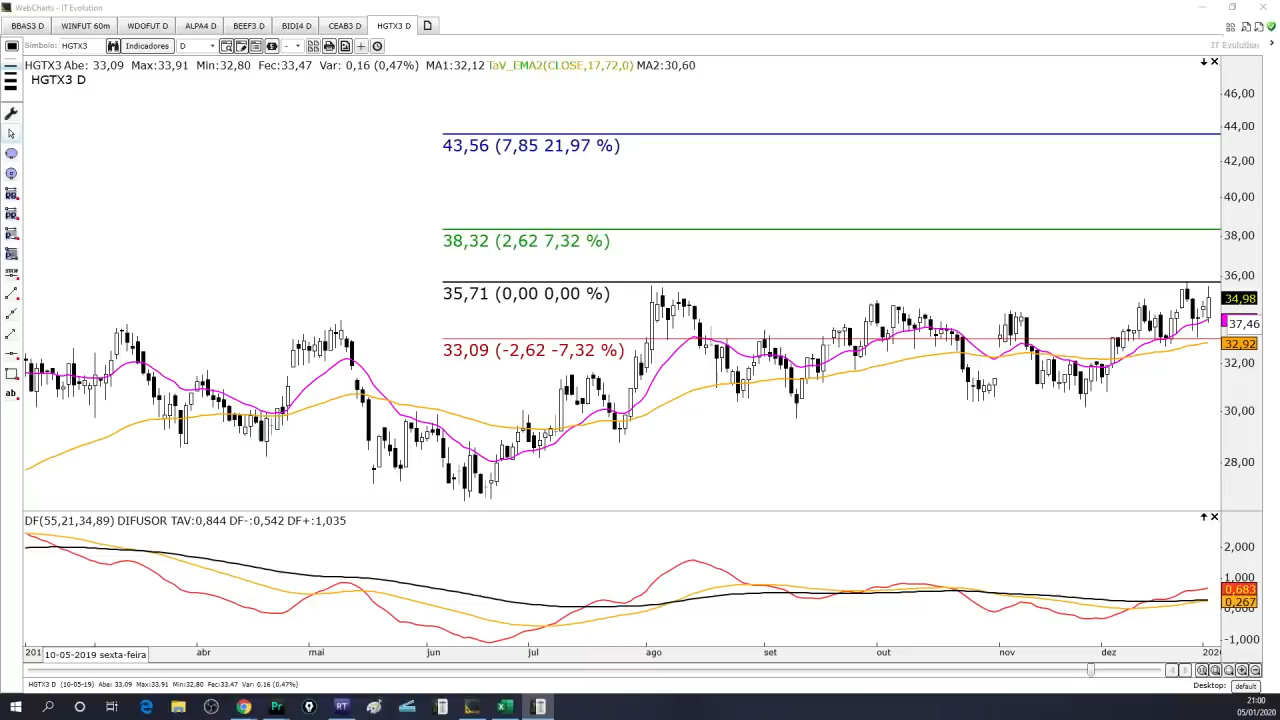 WebCharts - IT Evolution
BBAS3 D WINFUT 60m WDOFUT D ALPA4 D BEEF3 D BIDI4 D CEAB3 D HGTX3 D
Símbolo: HGTX3 Indicadores D - IT Evolution
HGTX3 Abe: 33,09 Max:33,91 Min:32,80 Fec:33,47 Var: 0,16 (0,47%) MA1:32,12 TaV_EMA2(CLOSE,17,72,0) MA2:30,60
HGTX3 D
46,00
44,00
43,56 (7,85 21,97 %)
42,00
40,00
38,00
38,32 (2,62 7,32 %)
36,00
35,71 (0,00 0,00 %)
34,98
37,46
32,92
33,09 (-2,62 -7,32 %)
32,00
30,00
28,00
DF(55,21,34,89) DIFUSOR TAV:0,844 DF-:0,542 DF+:1,035
2,000
1,000
0,683
0,267
-1,000
201 10-05-2019 sexta-feira abr mai jun jul ago set out nov dez 2020
ab
Desktop: default
HGTX3 D (10-05-19) Abe: 33,09 Max:33,91 Min:32,80 Fec:33,47 Var: 0.16 (0.47%)
21:00
05/01/2020